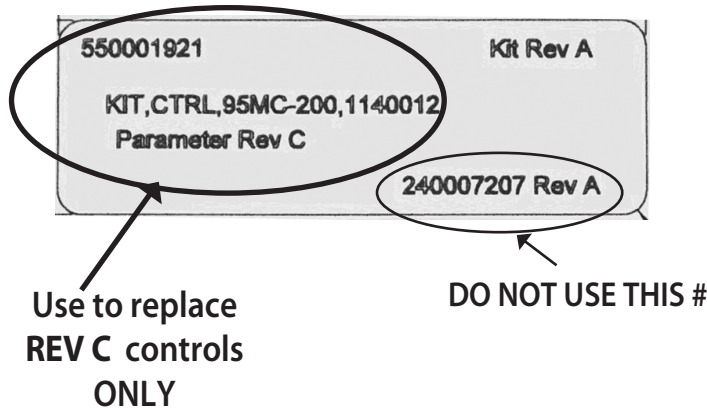 550001921 Kit Rev A
KIT,CTRL,95MC-200,1140012
Parameter Rev C
240007207 Rev A
Use to replace
REV C controls
ONLY
DO NOT USE THIS #